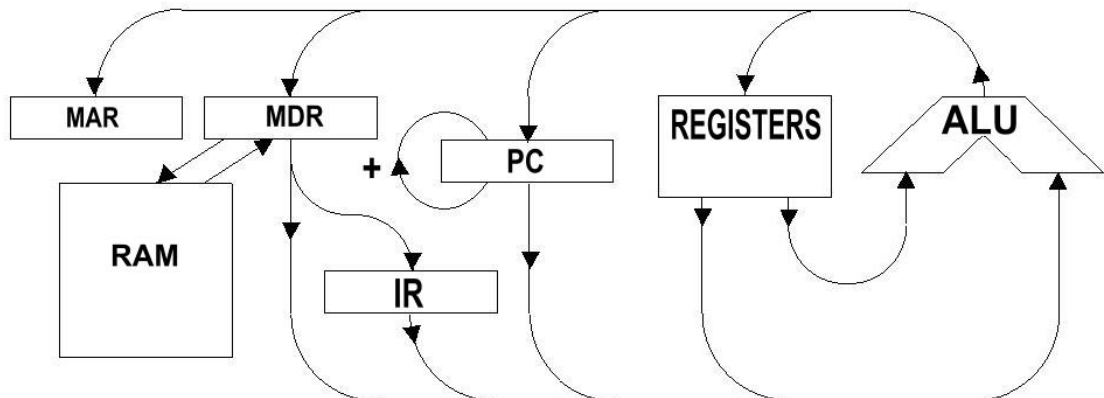 MAR
MDR
REGISTERS
ALU
+
PC
RAM
IR